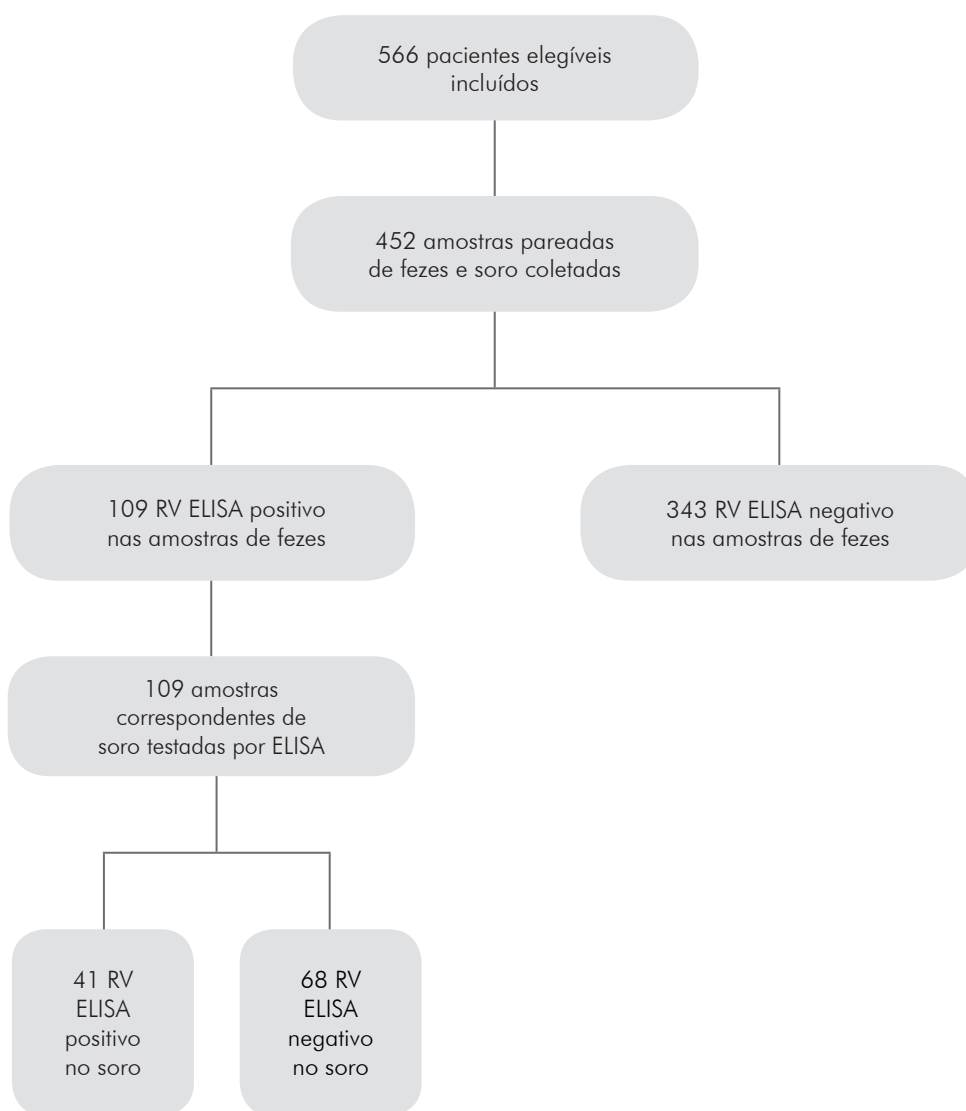 566 pacientes elegíveis
incluídos
452 amostras pareadas
de fezes e soro coletadas
109 RV ELISA positivo
nas amostras de fezes
343 RV ELISA negativo
nas amostras de fezes
109 amostras
correspondentes de
soro testadas por ELISA
41 RV
ELISA
positivo
no soro
68 RV
ELISA
negativo
no soro